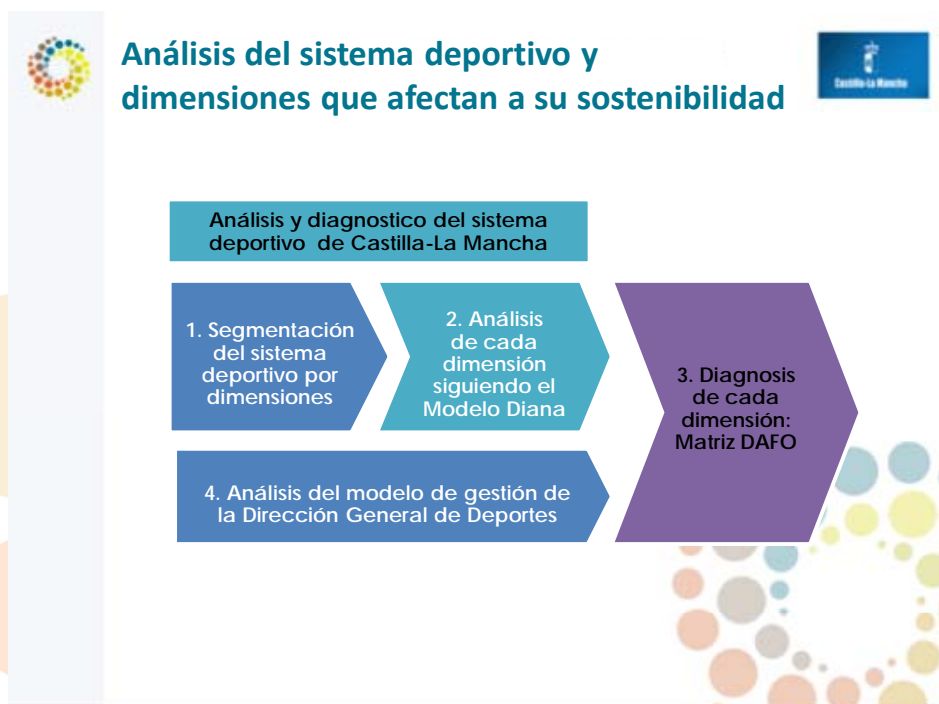 Análisis del sistema deportivo y
dimensiones que afectan a su sostenibilidad
Castilla-La Mancha
Análisis y diagnostico del sistema
deportivo de Castilla-La Mancha
1. Segmentación
del sistema
deportivo por
dimensiones
2. Análisis
de cada
dimensión
siguiendo el
Modelo Diana
3. Diagnosis
de cada
dimensión:
Matriz DAFO
4. Análisis del modelo de gestión de
la Dirección General de Deportes